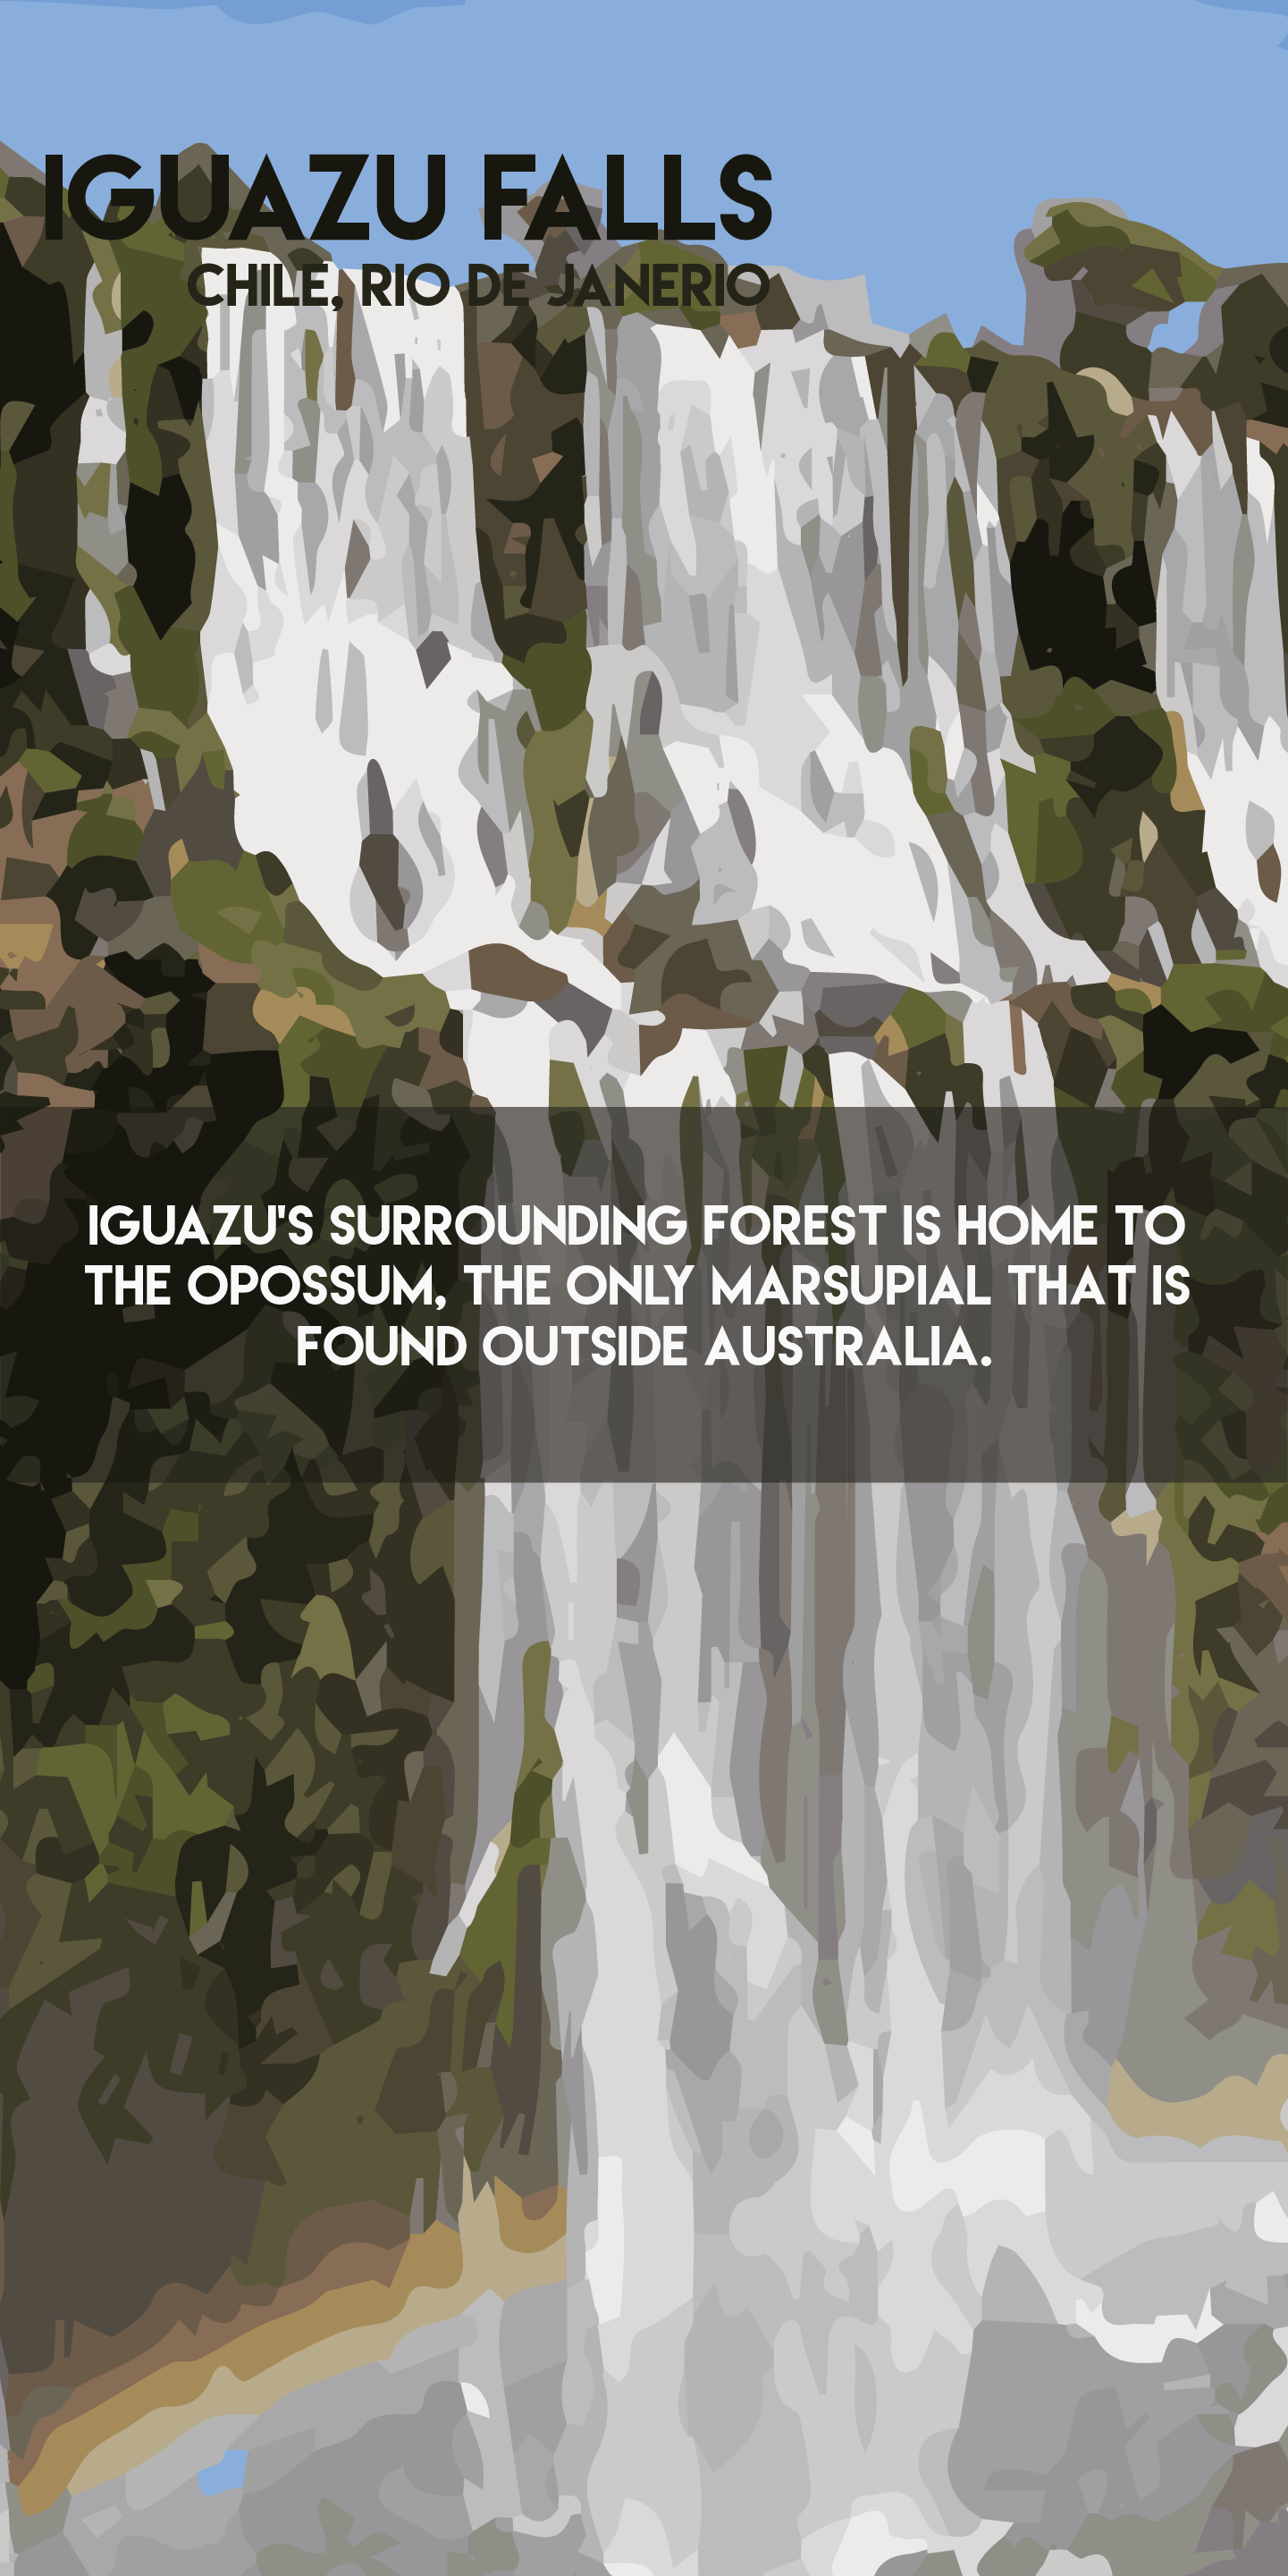 IGUAZU FALLS
CHILE, RIO DE JANERIO
IGUAZU'S SURROUNDING FOREST IS HOME TO
THE OPOSSUM, THE ONLY MARSUPIAL THAT IS
FOUND OUTSIDE AUSTRALIA.